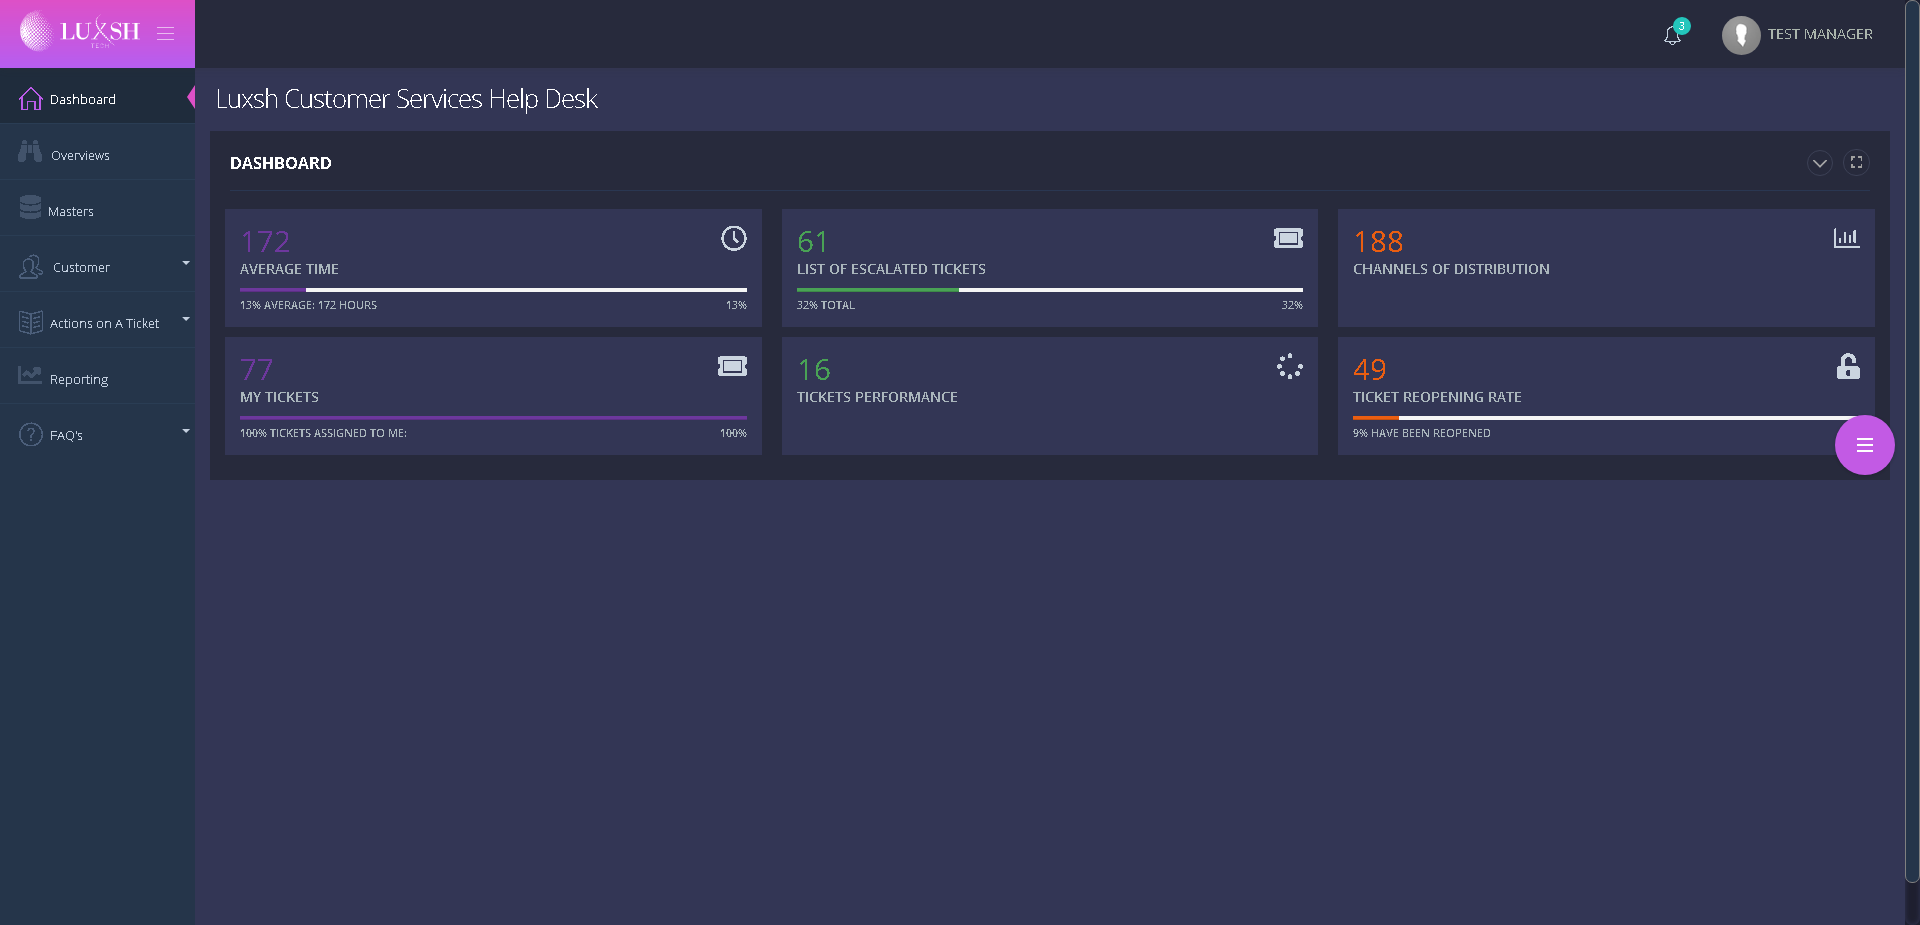 LUXSH
TECH
3
TEST MANAGER
Dashboard
Overviews
Masters
Customer
Actions on A Ticket
Reporting
?
FAQ's
Luxsh Customer Services Help Desk
DASHBOARD
172
AVERAGE TIME
13% AVERAGE: 172 HOURS
13%
61
LIST OF ESCALATED TICKETS
32% TOTAL
32%
188
CHANNELS OF DISTRIBUTION
77
MY TICKETS
100% TICKETS ASSIGNED TO ME:
100%
16
TICKETS PERFORMANCE
49
TICKET REOPENING RATE
9% HAVE BEEN REOPENED